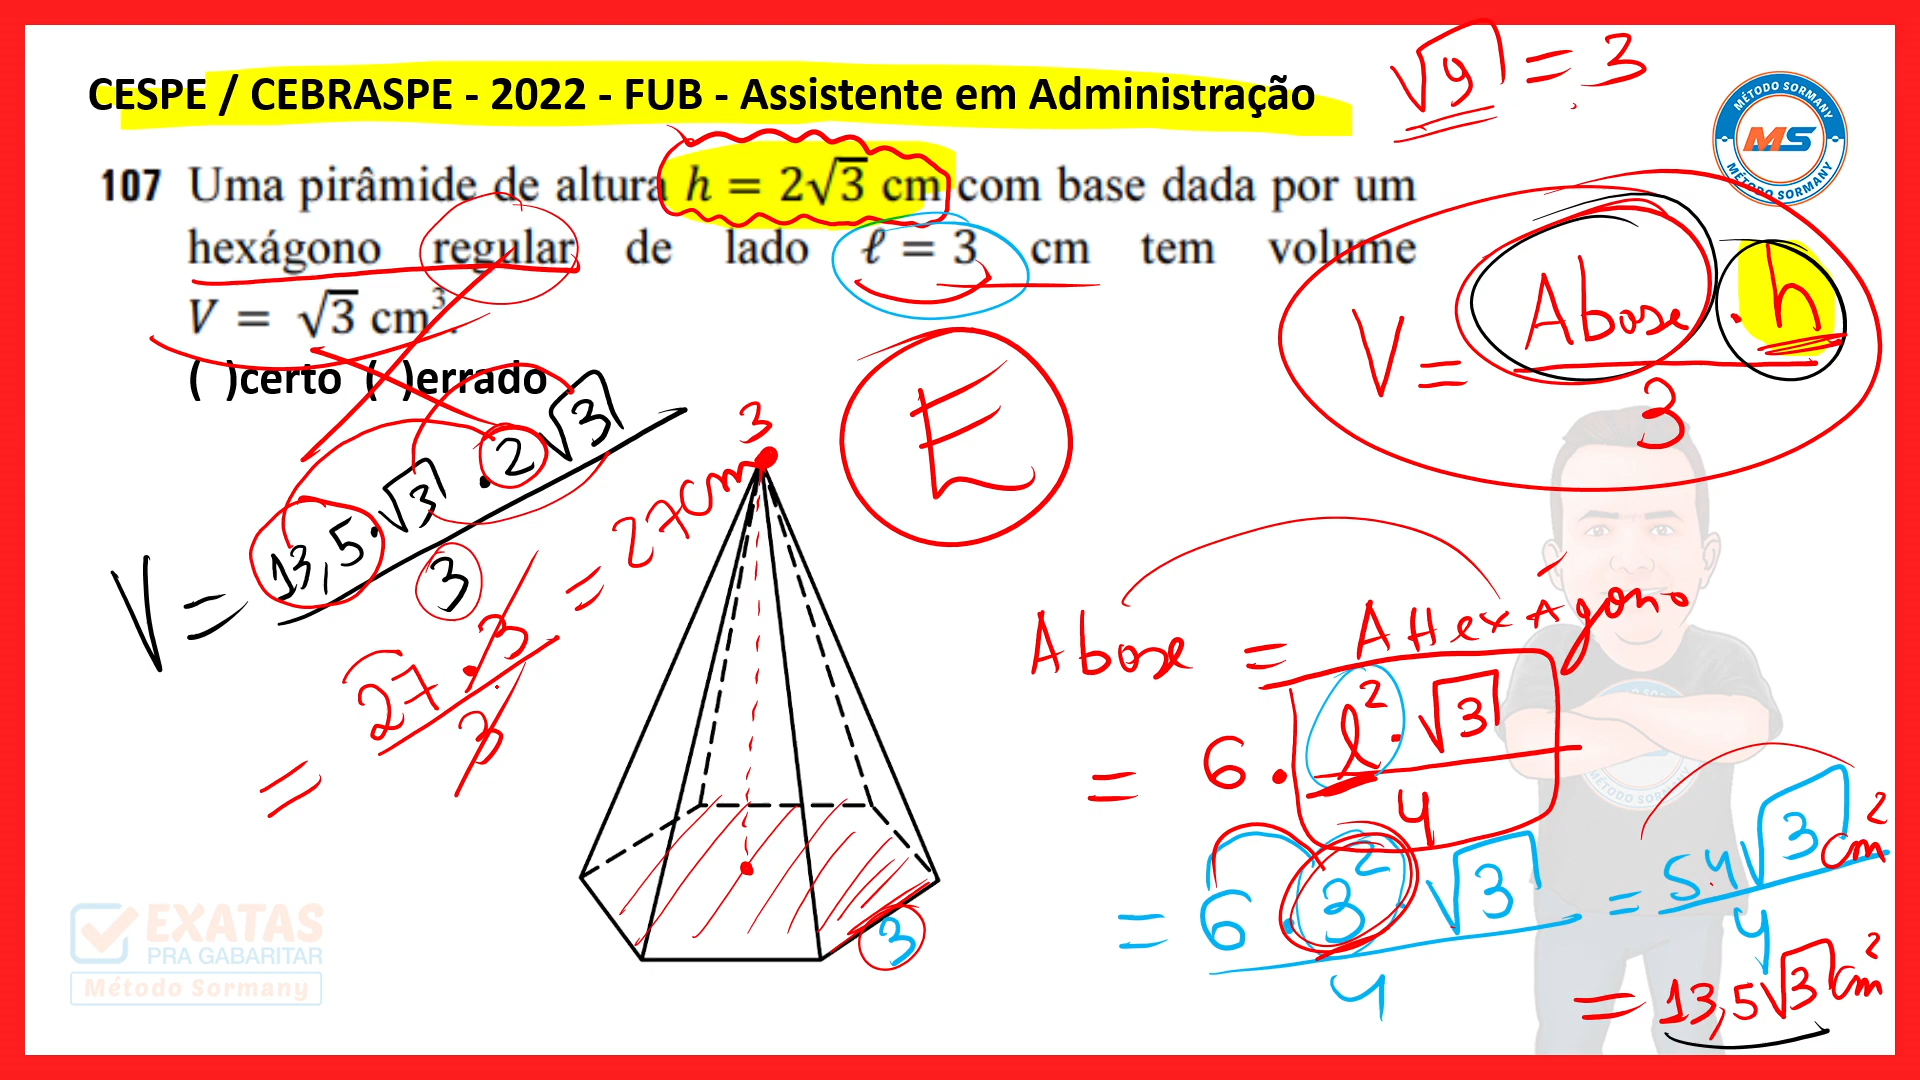 CESPE / CEBRASPE - 2022 - FUB - Assistente em Administração
√9 = 3
MÉTODO SORMANY
MS
MÉTODO SORMANY
107 Uma pirâmide de altura h = 2√3 cm com base dada por um
hexágono regular de lado ℓ = 3 cm tem volume
V = √3 cm³.
( )certo ( )errado
V = Abase . h
3
E
V = 13,5.√3 . 2√3
3
= 27.3
3
= 27cm³
Abase = A Hexágono
= 6 . l² . √3
4
= 6 . 3² . √3
4
= 54√3 cm²
4
= 13,5√3 cm²
3
EXATAS
PRA GABARITAR
Método Sormany